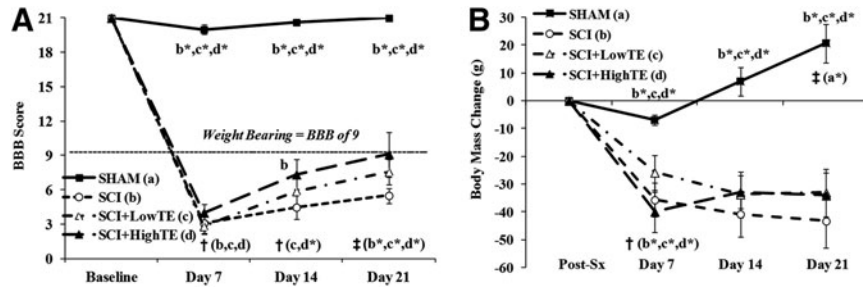 A
21
18
15
12
9
6
3
0
BBB Score
b*,c*,d* b*,c*,d* b*,c*,d*
Weight Bearing = BBB of 9
b
SHAM (a)
SCI (b)
SCI+LowTE (c)
SCI+HighTE (d)
† (b,c,d) † (c,d*) ‡ (b*,c*,d*)
Baseline Day 7 Day 14 Day 21
B
30
20
10
0
-10
-20
-30
-40
-50
-60
Body Mass Change (g)
SHAM (a)
SCI (b)
SCI+LowTE (c)
SCI+HighTE (d)
b*,c*,d*
b*,c*,d*
b*,c,d*
‡ (a*)
† (b*,c*,d*)
Post-Sx Day 7 Day 14 Day 21